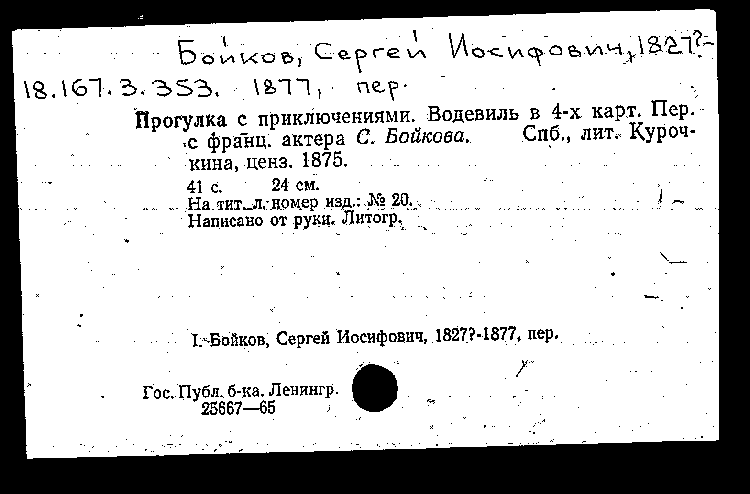 Бойков, Сергей Иосифович, 1827?-
18.167.3.353. 1877, пер.
Прогулка с приключениями. Водевиль в 4-х карт. Пер.
с франц. актера С. Бойкова. Спб., лит. Куроч-
кина, ценз. 1875.
41 с. 24 см.
На тит. л. номер изд.: № 20.
Написано от руки. Литогр.
I. Бойков, Сергей Иосифович, 1827?-1877, пер.
Гос. Публ. б-ка. Ленингр.
25667—65